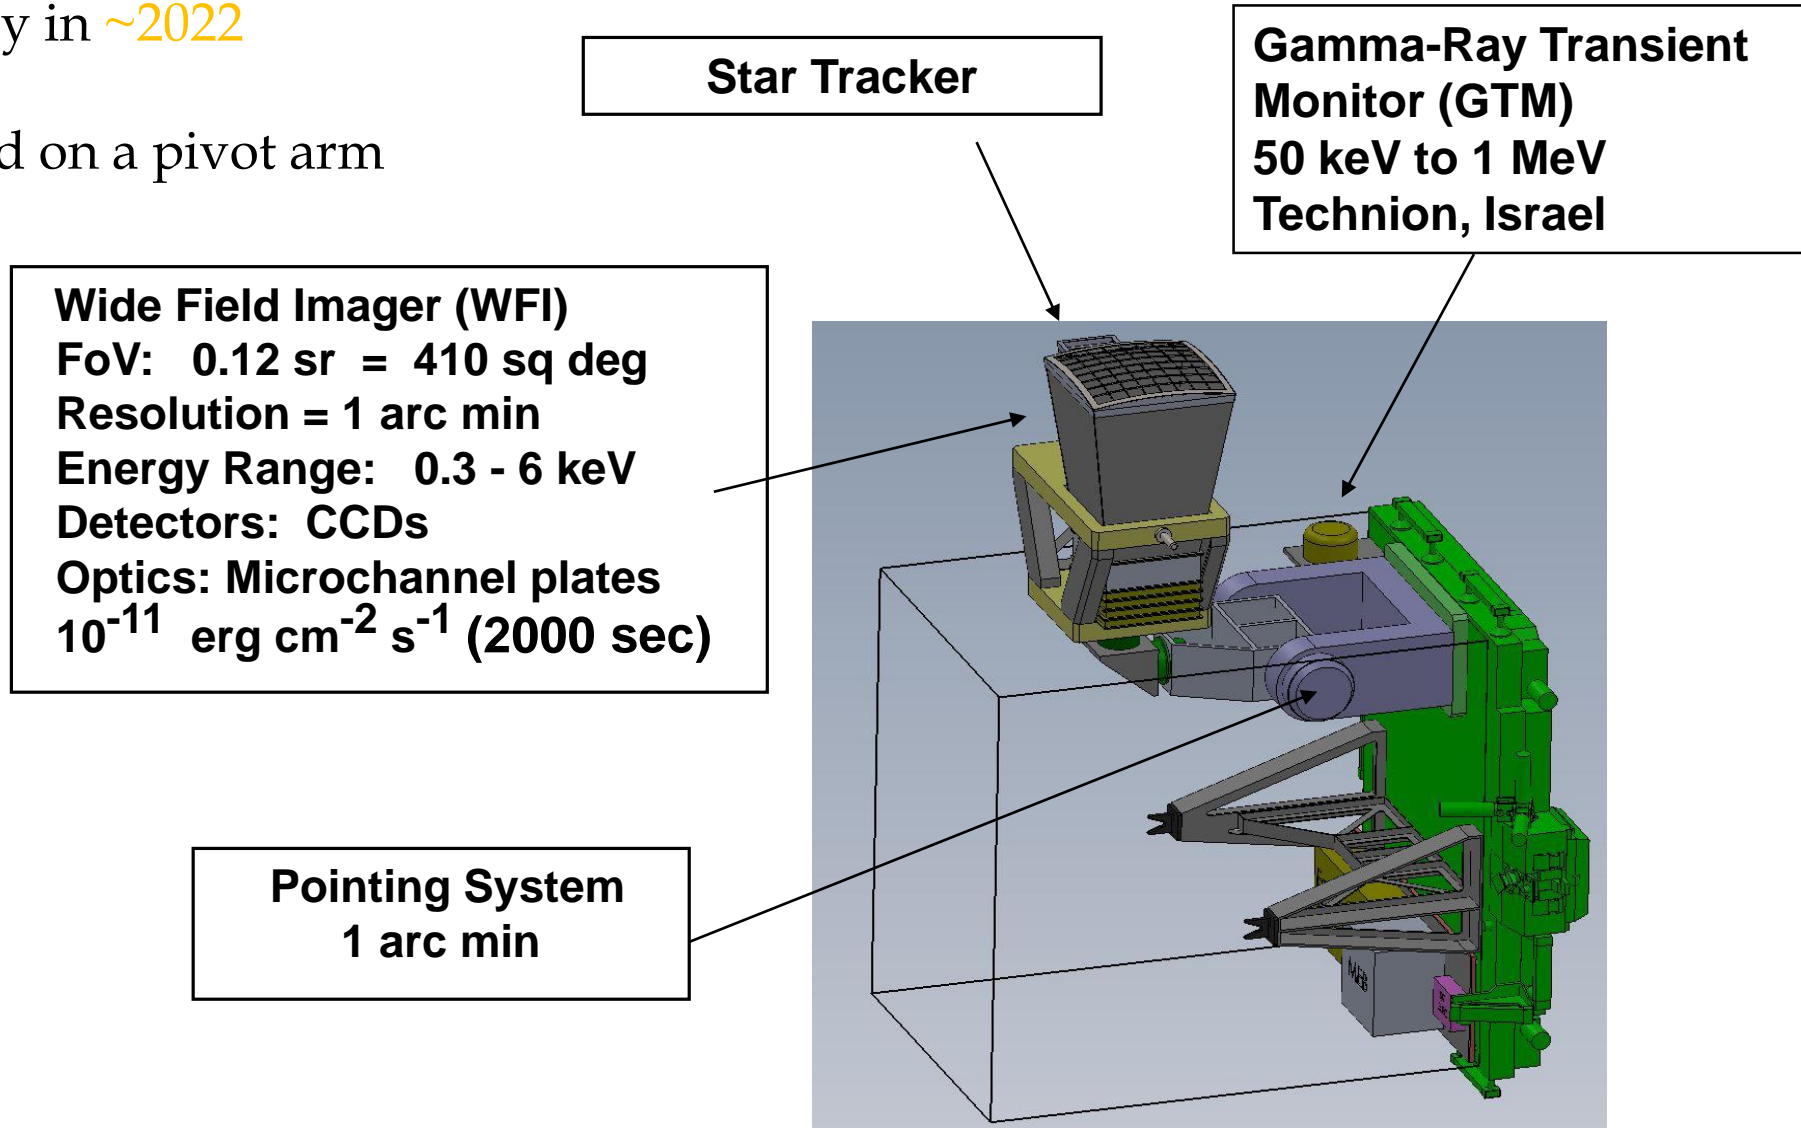 y in ~2022
d on a pivot arm
Star Tracker
Gamma-Ray Transient
Monitor (GTM)
50 keV to 1 MeV
Technion, Israel
Wide Field Imager (WFI)
FoV: 0.12 sr = 410 sq deg
Resolution = 1 arc min
Energy Range: 0.3 - 6 keV
Detectors: CCDs
Optics: Microchannel plates
10⁻¹¹ erg cm⁻² s⁻¹ (2000 sec)
Pointing System
1 arc min